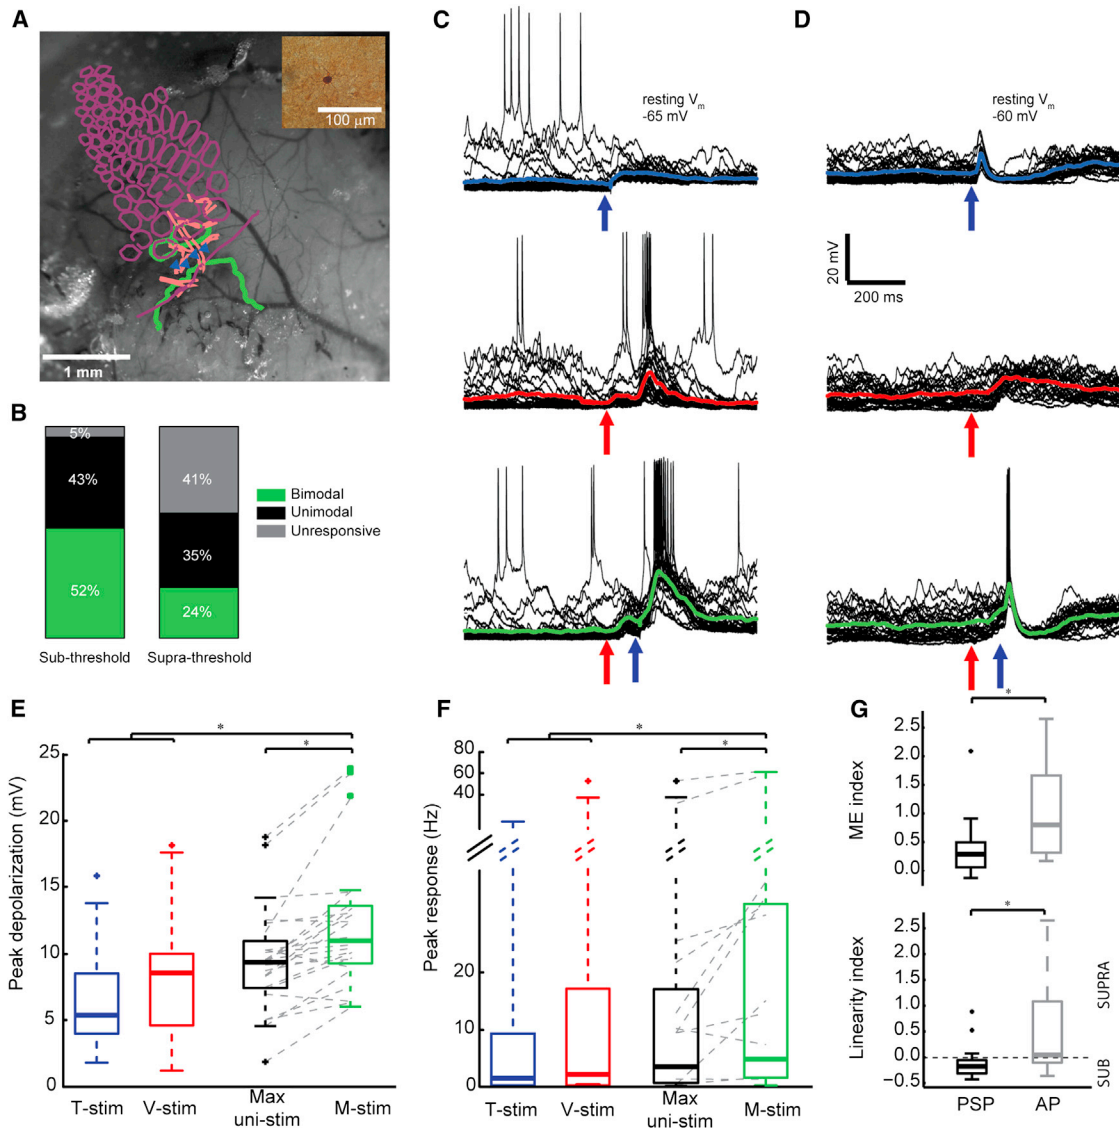 A
100 μm
1 mm
B
5%
43%
52%
41%
35%
24%
Sub-threshold
Supra-threshold
Bimodal
Unimodal
Unresponsive
C
resting Vm
-65 mV
D
resting Vm
-60 mV
20 mV
200 ms
E
*
*
Peak depolarization (mV)
25
20
15
10
5
0
T-stim
V-stim
Max
uni-stim
M-stim
F
*
*
Peak response (Hz)
80
60
40
20
10
0
T-stim
V-stim
Max
uni-stim
M-stim
G
*
ME index
2.5
2.0
1.5
1.0
0.5
0.0
*
Linearity index
2.5
2.0
1.5
1.0
0.5
0.0
−0.5
SUPRA
SUB
PSP
AP